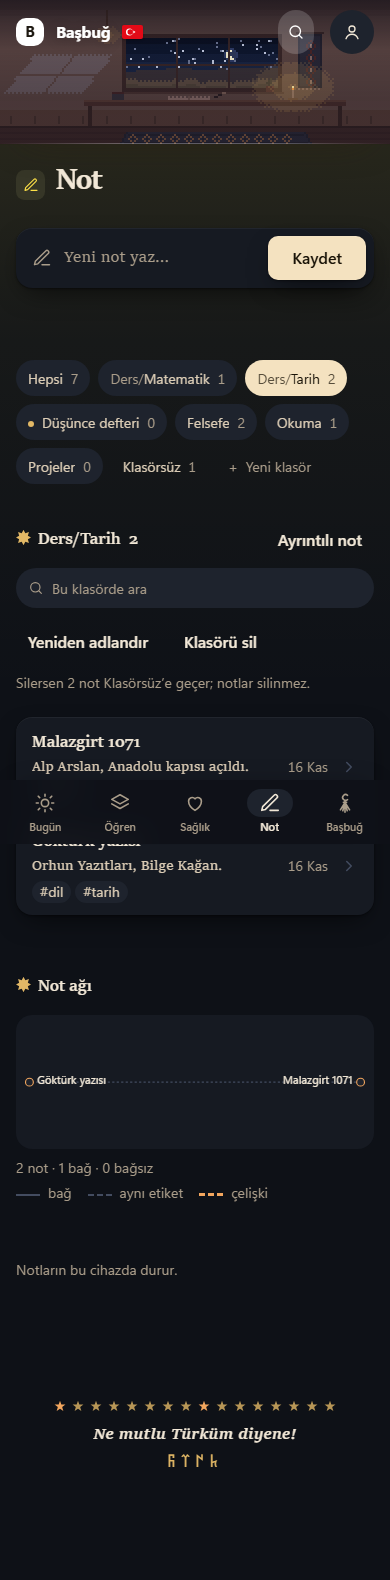 B Başbuğ
Not
Yeni not yaz... Kaydet
Hepsi 7 Ders/Matematik 1 Ders/Tarih 2
Düşünce defteri 0 Felsefe 2 Okuma 1
Projeler 0 Klasörsüz 1 + Yeni klasör
Ders/Tarih 2 Ayrıntılı not
Bu klasörde ara
Yeniden adlandır Klasörü sil
Silersen 2 not Klasörsüz’e geçer; notlar silinmez.
Malazgirt 1071
Alp Arslan, Anadolu kapısı açıldı. 16 Kas
Bugün Öğren Sağlık Not Başbuğ
Orhun Yazıtları, Bilge Kağan. 16 Kas
#dil #tarih
Not ağı
Göktürk yazısı Malazgirt 1071
2 not · 1 bağ · 0 bağsız
bağ aynı etiket çelişki
Notların bu cihazda durur.
Ne mutlu Türküm diyene!